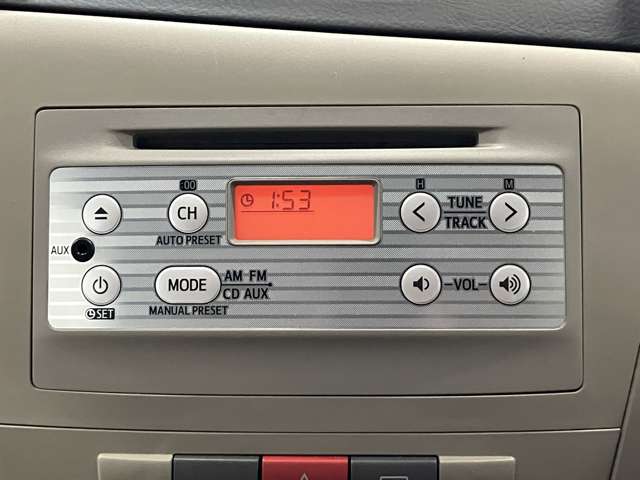 :00
CH
AUTO PRESET
1:53
H
M
TUNE
TRACK
AUX
SET
MODE
AM FM
CD AUX
MANUAL PRESET
VOL